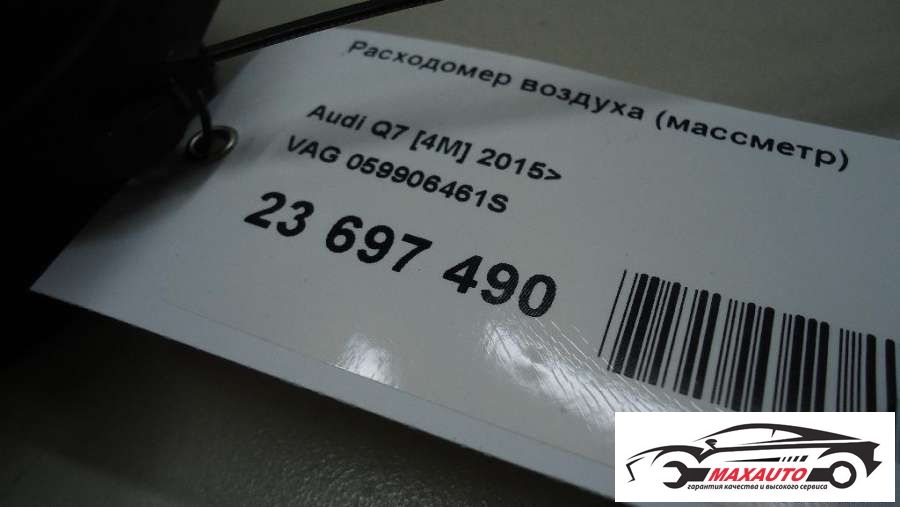 Расходомер воздуха (массметр)
Audi Q7 [4M] 2015>
VAG 059906461S
23 697 490
MAXAUTO
гарантия качества и высокого сервиса